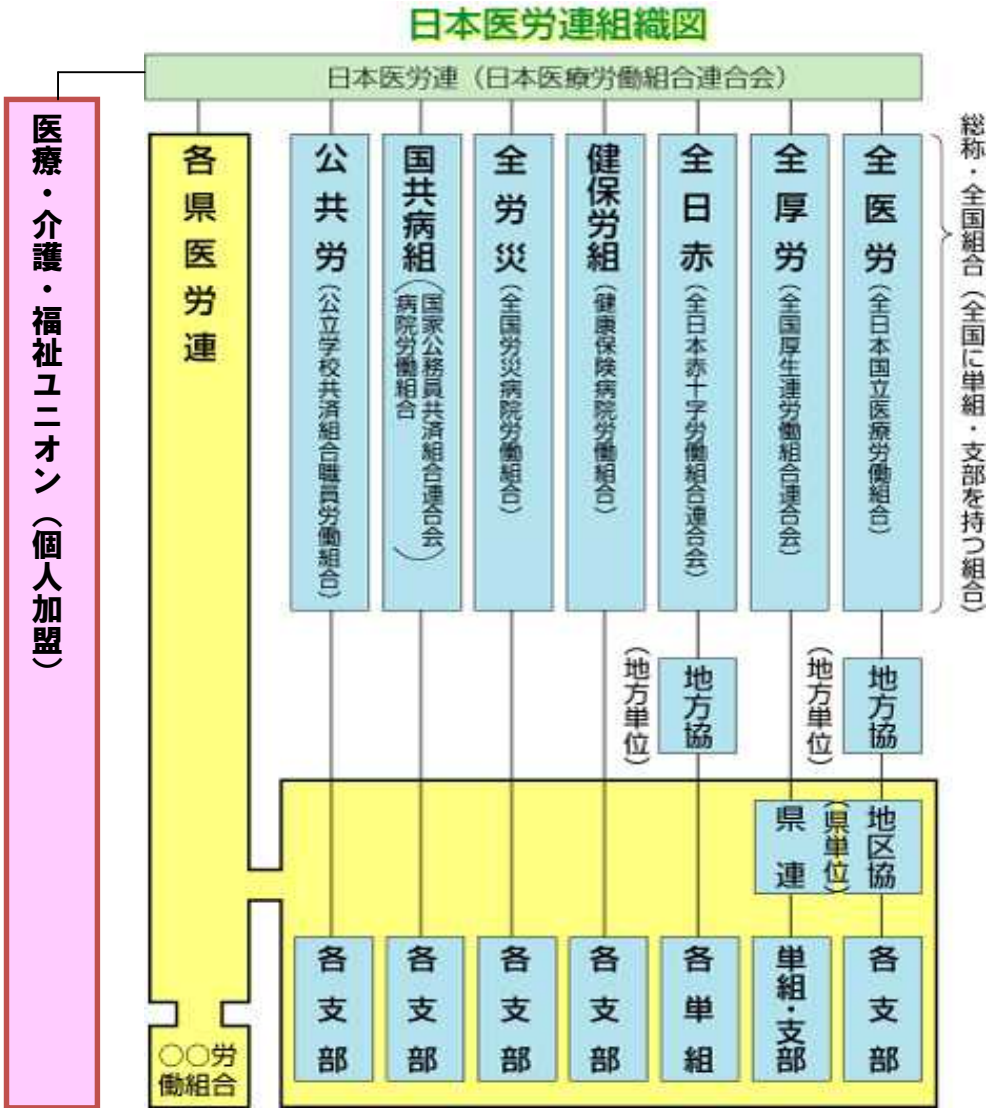 日本医労連組織図
日本医労連（日本医療労働組合連合会）
医療・介護・福祉ユニオン（個人加盟）
各県医労連
公共労（公立学校共済組合職員労働組合）
国共病組（国家公務員共済組合連合会
病院労働組合）
全労災（全国労災病院労働組合）
健保労組（健康保険病院労働組合）
全日赤（全日本赤十字労働組合連合会）
全厚労（全国厚生連労働組合連合会）
全医労（全日本国立医療労働組合）
総称・全国組合（全国に単組・支部を持つ組合）
（地方単位）
地方協
（地方単位）
地方協
県連
（県単位）
地区協
各支部
各支部
各支部
各支部
各単組
単組・支部
各支部
○○労
働組合